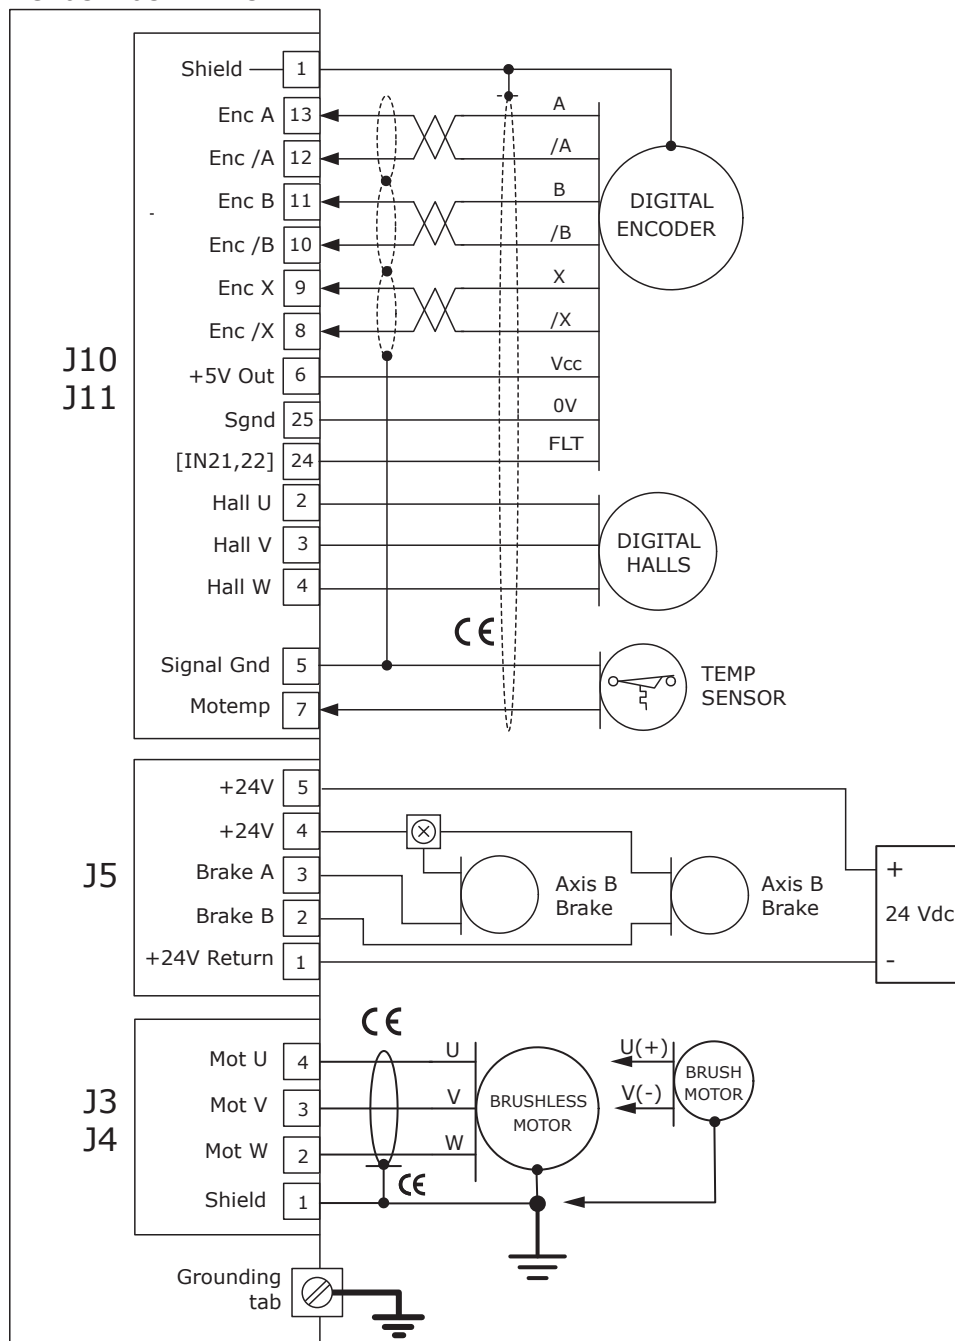 Shield 1
Enc A 13 A
Enc /A 12 /A
Enc B 11 B
Enc /B 10 /B
Enc X 9 X
Enc /X 8 /X
+5V Out 6 Vcc
Sgnd 25 0V
[IN21,22] 24 FLT
Hall U 2
Hall V 3
Hall W 4
Signal Gnd 5
Motemp 7
J10
J11
DIGITAL
ENCODER
DIGITAL
HALLS
CE
TEMP
SENSOR
+24V 5
+24V 4
Brake A 3
Brake B 2
+24V Return 1
J5
Axis B
Brake
Axis B
Brake
+
24 Vdc
-
CE
Mot U 4 U
Mot V 3 V
Mot W 2 W
Shield 1
J3
J4
CE
BRUSHLESS
MOTOR
U(+)
V(-)
BRUSH
MOTOR
Grounding
tab